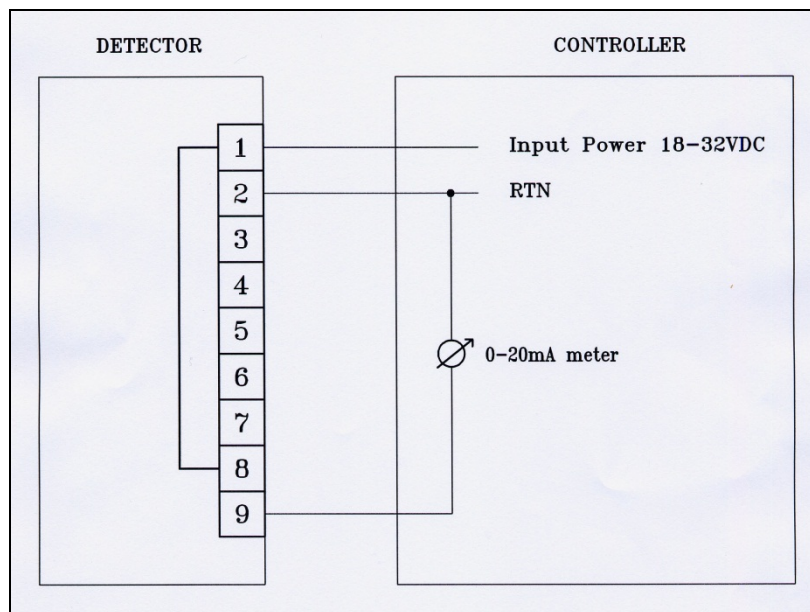 DETECTOR
CONTROLLER
1
Input Power 18-32VDC
2
RTN
3
4
5
6
0-20mA meter
7
8
9